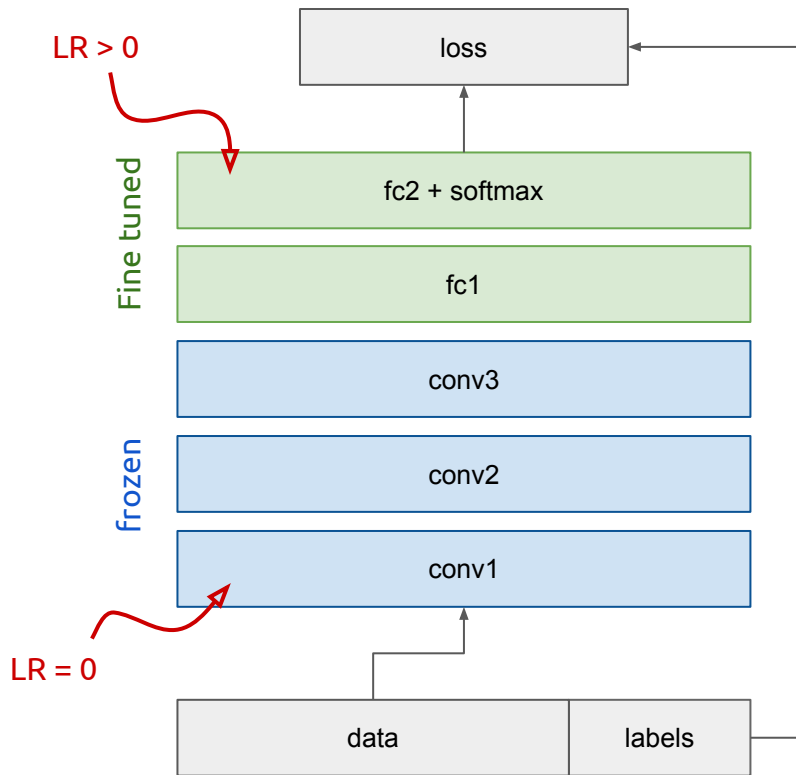 LR > 0
loss
Fine tuned
fc2 + softmax
fc1
conv3
frozen
conv2
conv1
LR = 0
data
labels